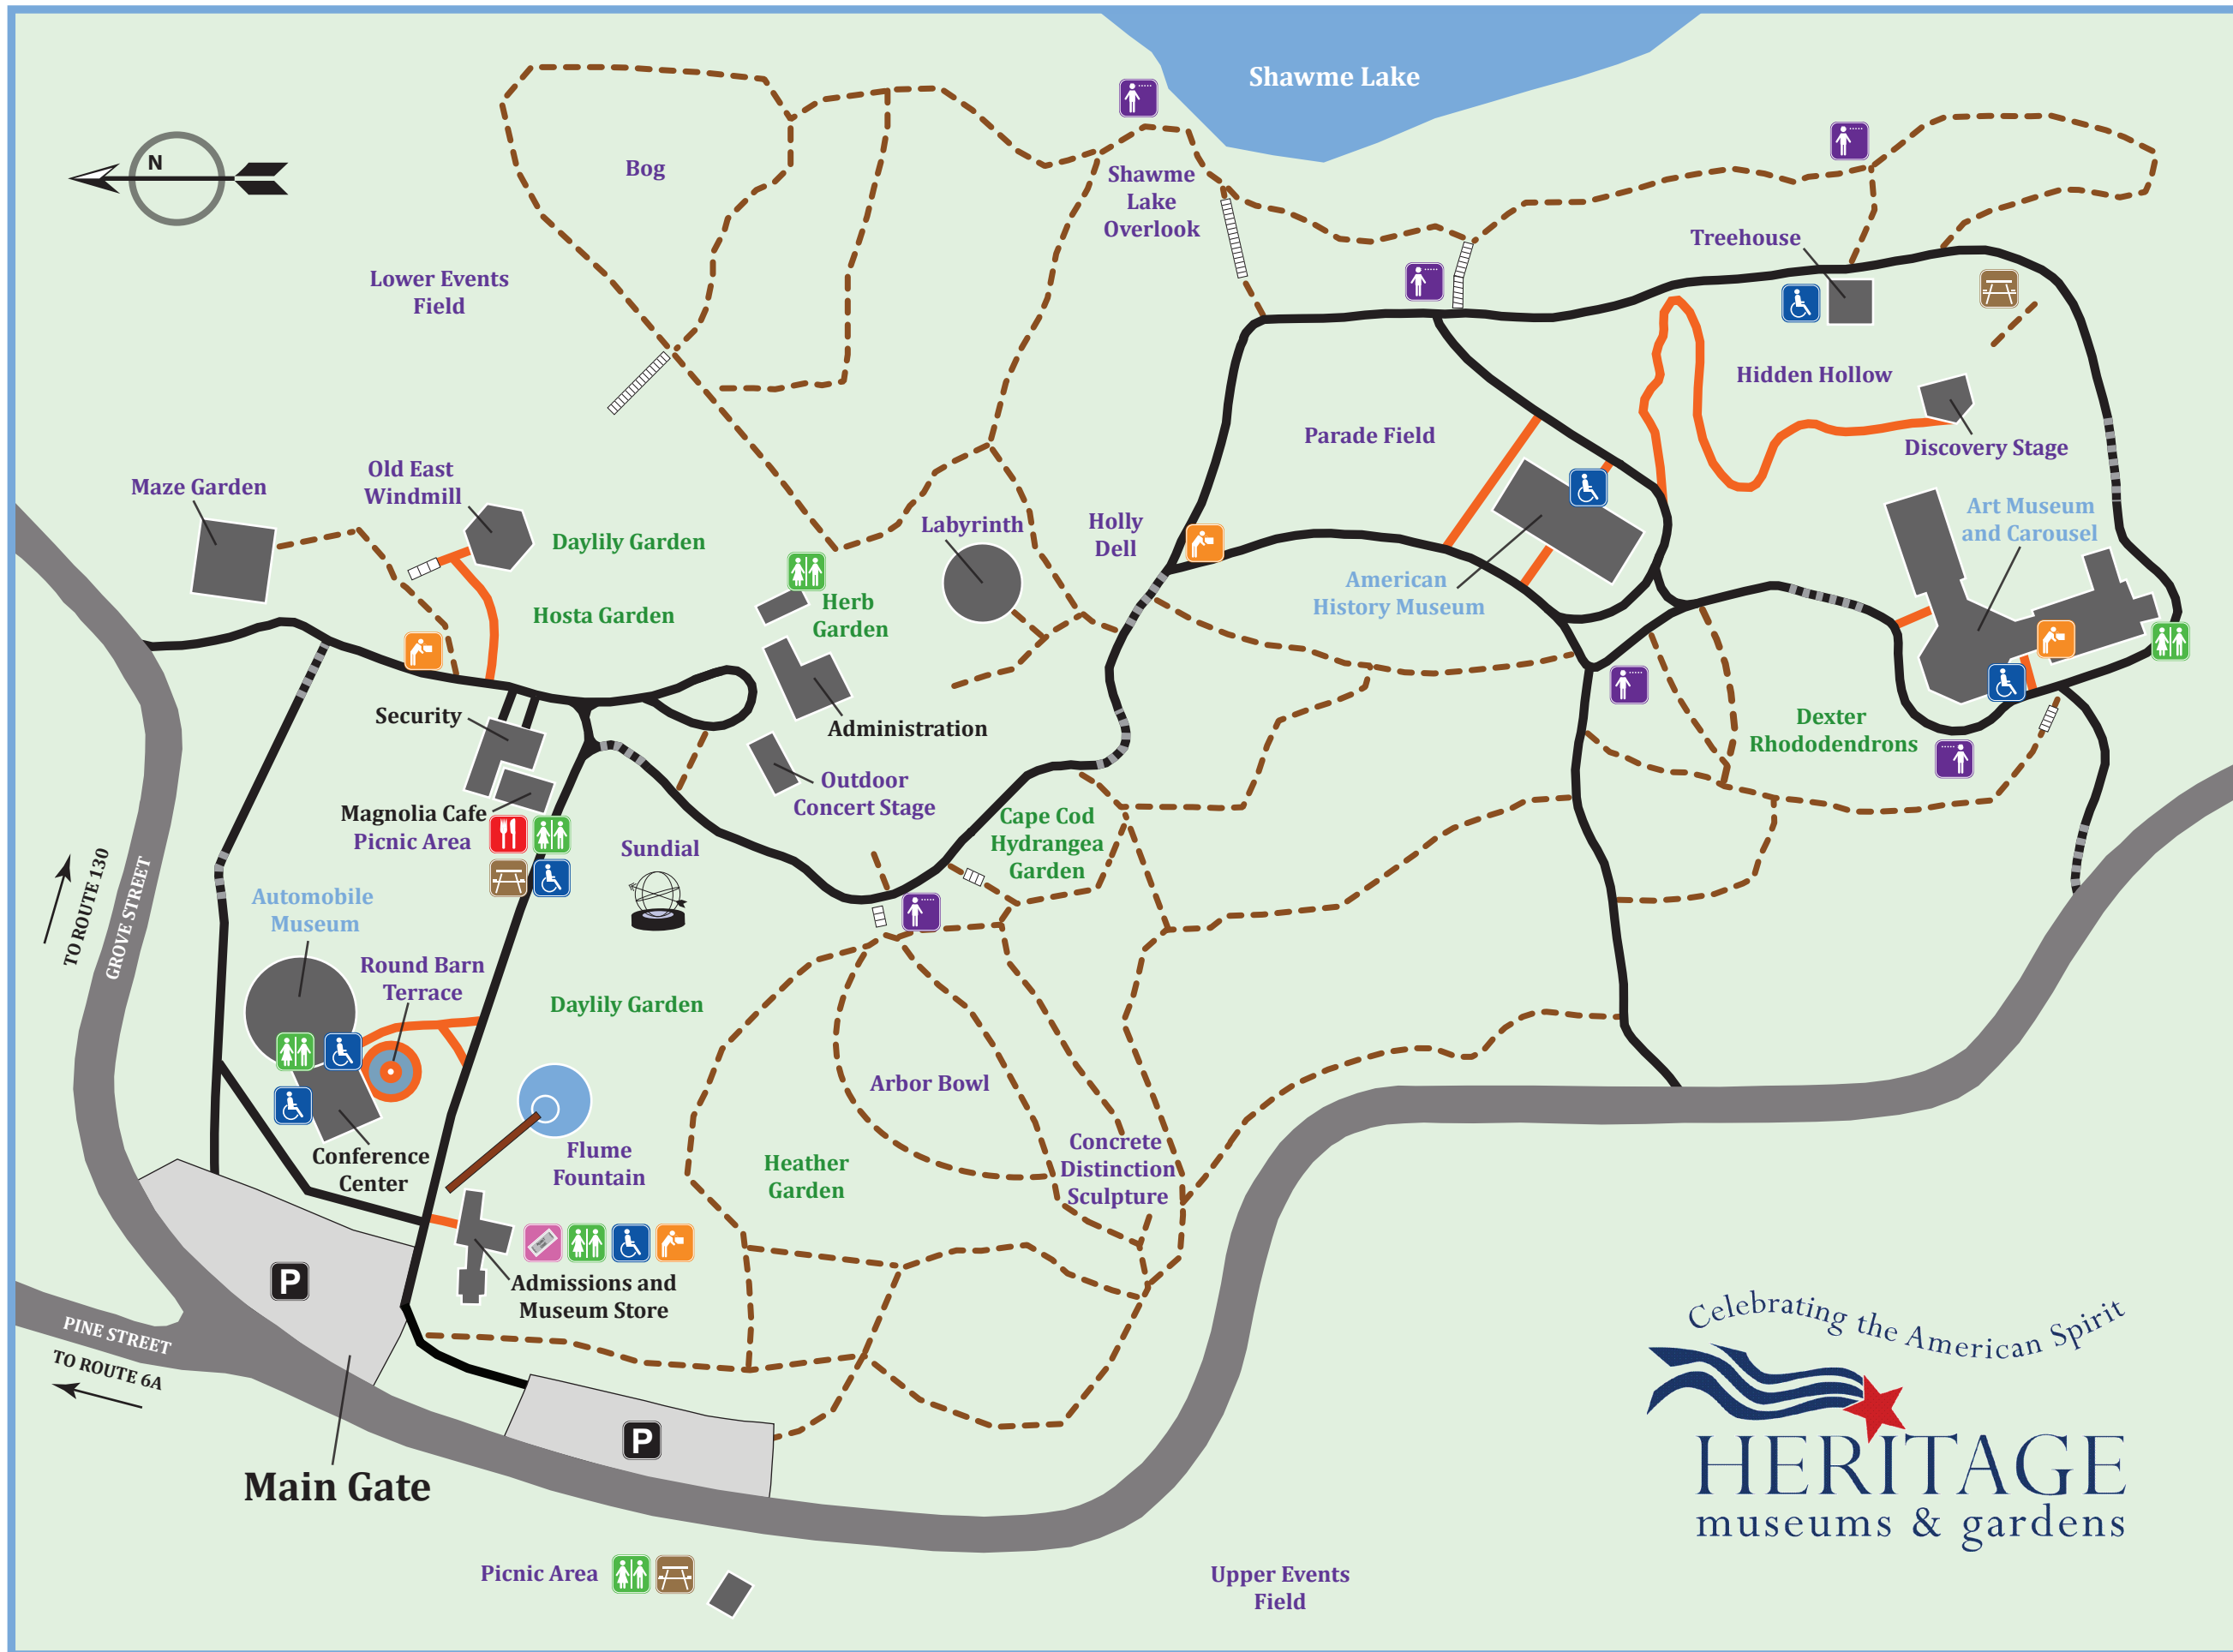 Shawme Lake
N
Bog
Shawme
Lake
Overlook
Treehouse
Lower Events
Field
Hidden Hollow
Parade Field
Discovery Stage
Old East
Windmill
Maze Garden
Art Museum
and Carousel
Holly
Dell
Labyrinth
Daylily Garden
American
History Museum
Herb
Garden
Hosta Garden
Security
Administration
Dexter
Rhododendrons
Outdoor
Concert Stage
Magnolia Cafe
Picnic Area
Sundial
Cape Cod
Hydrangea
Garden
TO ROUTE 130
GROVE STREET
Automobile
Museum
Round Barn
Terrace
Daylily Garden
Arbor Bowl
Flume
Fountain
Heather
Garden
Concrete
Distinction
Sculpture
Conference
Center
Admissions and
Museum Store
P
PINE STREET
TO ROUTE 6A
P
Main Gate
Picnic Area
Upper Events
Field
Celebrating the American Spirit
HERITAGE
museums & gardens